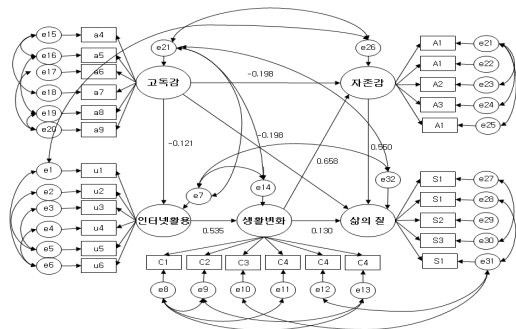 e15 a4 e21 e26 A1 e21
e16 a5 A1 e22
e17 a6 고독감 -0.198 자존감 A2 e23
e18 a7 A3 e24
e19 a8 A1 e25
e20 a9
-0.121 -0.198 0.550
0.658
e1 u1 e32 S1 e27
e2 u2 e7 e14 S1 e28
e3 u3
e4 u4 인터넷활용 0.535 생활변화 0.130 삶의 질 S2 e29
e5 u5 S3 e30
e6 u6 C1 C2 C3 C4 C4 C4 S1 e31
e8 e9 e10 e11 e12 e13